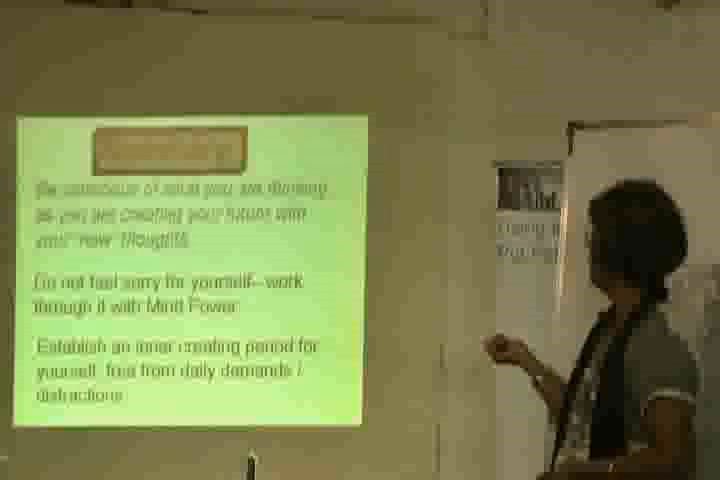 Be conscious of what you are thinking
as you are creating your future with
your new thoughts
Do not feel sorry for yourself--work
through it with Mind Power
Establish an inner creating period for
yourself, free from daily demands /
distractions